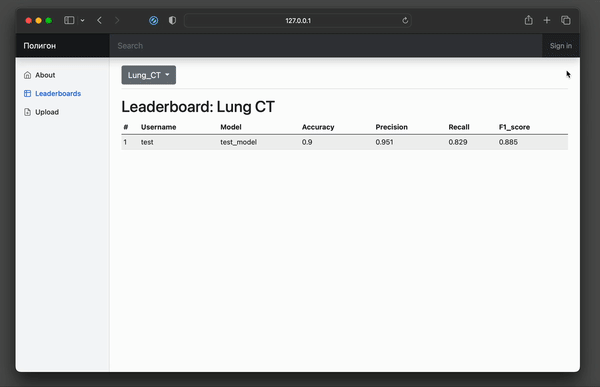 127.0.0.1
Полигон Search Sign in
About
Leaderboards
Upload
Lung_CT
Leaderboard: Lung CT
# Username Model Accuracy Precision Recall F1_score
1 test test_model 0.9 0.951 0.829 0.885